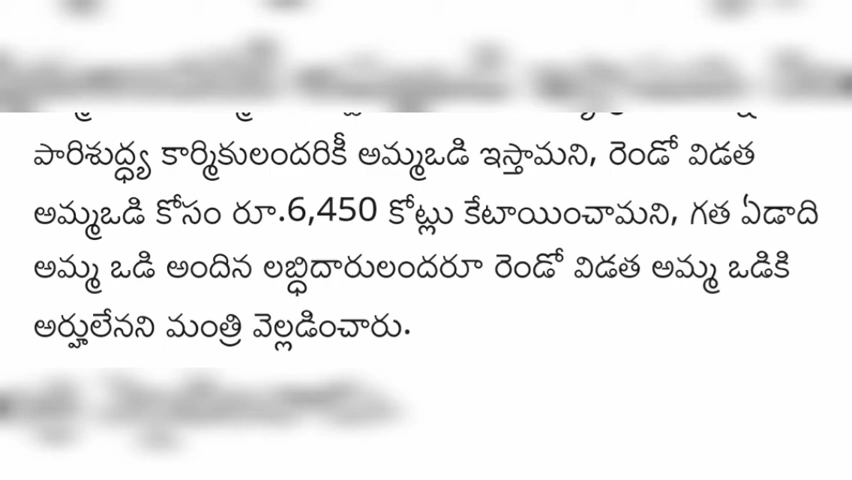 పారిశుద్ధ్య కార్మికులందరికీ అమ్మఒడి ఇస్తామని, రెండో విడత
అమ్మఒడి కోసం రూ.6,450 కోట్లు కేటాయించామని, గత ఏడాది
అమ్మ ఒడి అందిన లబ్ధిదారులందరూ రెండో విడత అమ్మ ఒడికి
అర్హులేనని మంత్రి వెల్లడించారు.